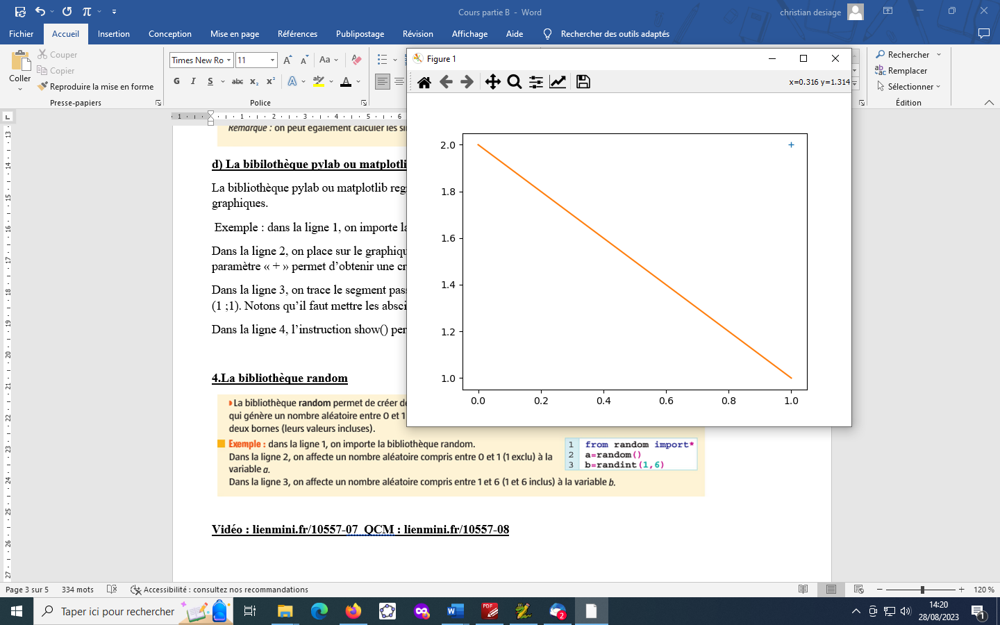 Cours partie B - Word
christian desiage
Fichier Accueil Insertion Conception Mise en page Références Publipostage Révision Affichage Aide Rechercher des outils adaptés
Coller
Couper
Copier
Reproduire la mise en forme
Presse-papiers
Times New Ro 11
G I S abc x₂ x²
Police
Rechercher
Remplacer
Sélectionner
Édition
Figure 1
x=0.316 y=1.314
2.0
1.8
1.6
1.4
1.2
1.0
0.0 0.2 0.4 0.6 0.8 1.0
Remarque : on peut également calculer les
d) La bibilothèque pylab ou matplotli
La bibliothèque pylab ou matplotlib reg
graphiques.
Exemple : dans la ligne 1, on importe la
Dans la ligne 2, on place sur le graphiqu
paramètre « + » permet d’obtenir une cr
Dans la ligne 3, on trace le segment pas
(1 ;1). Notons qu’il faut mettre les absci
Dans la ligne 4, l’instruction show() per
4.La bibliothèque random
La bibliothèque random permet de créer de
qui génère un nombre aléatoire entre 0 et 1
deux bornes (leurs valeurs incluses).
Exemple : dans la ligne 1, on importe la bibliothèque random.
Dans la ligne 2, on affecte un nombre aléatoire compris entre 0 et 1 (1 exclu) à la
variable a.
Dans la ligne 3, on affecte un nombre aléatoire compris entre 1 et 6 (1 et 6 inclus) à la variable b.
1 from random import*
2 a=random()
3 b=randint(1,6)
Vidéo : lienmini.fr/10557-07 QCM : lienmini.fr/10557-08
Page 3 sur 5 334 mots Accessibilité : consultez nos recommandations
120 %
Taper ici pour rechercher
14:20
28/08/2023